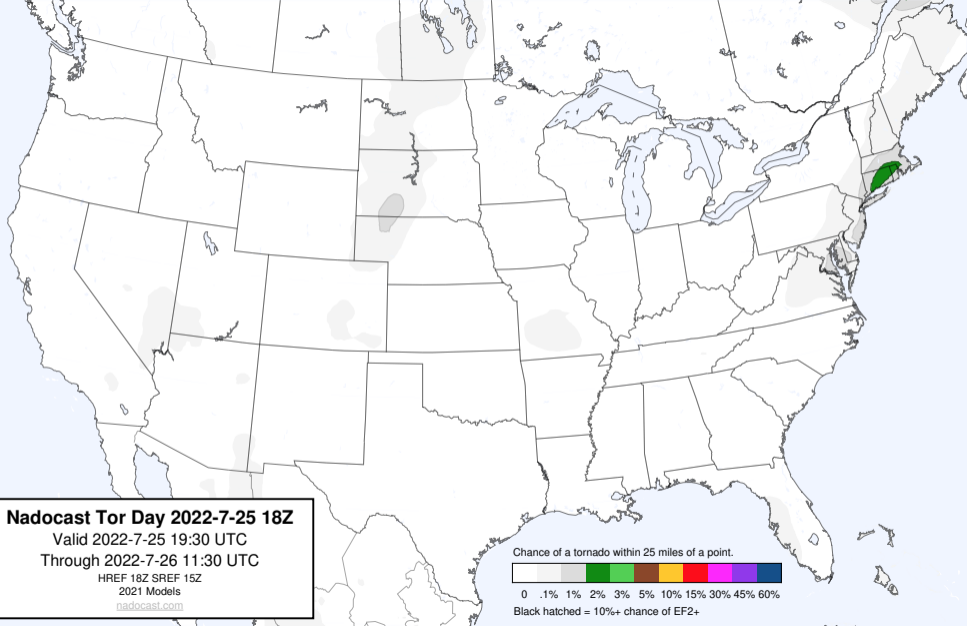 Nadocast Tor Day 2022-7-25 18Z
Valid 2022-7-25 19:30 UTC
Through 2022-7-26 11:30 UTC
HREF 18Z SREF 15Z
2021 Models
nadocast.com
Chance of a tornado within 25 miles of a point.
0 .1% 1% 2% 3% 5% 10% 15% 30% 45% 60%
Black hatched = 10%+ chance of EF2+